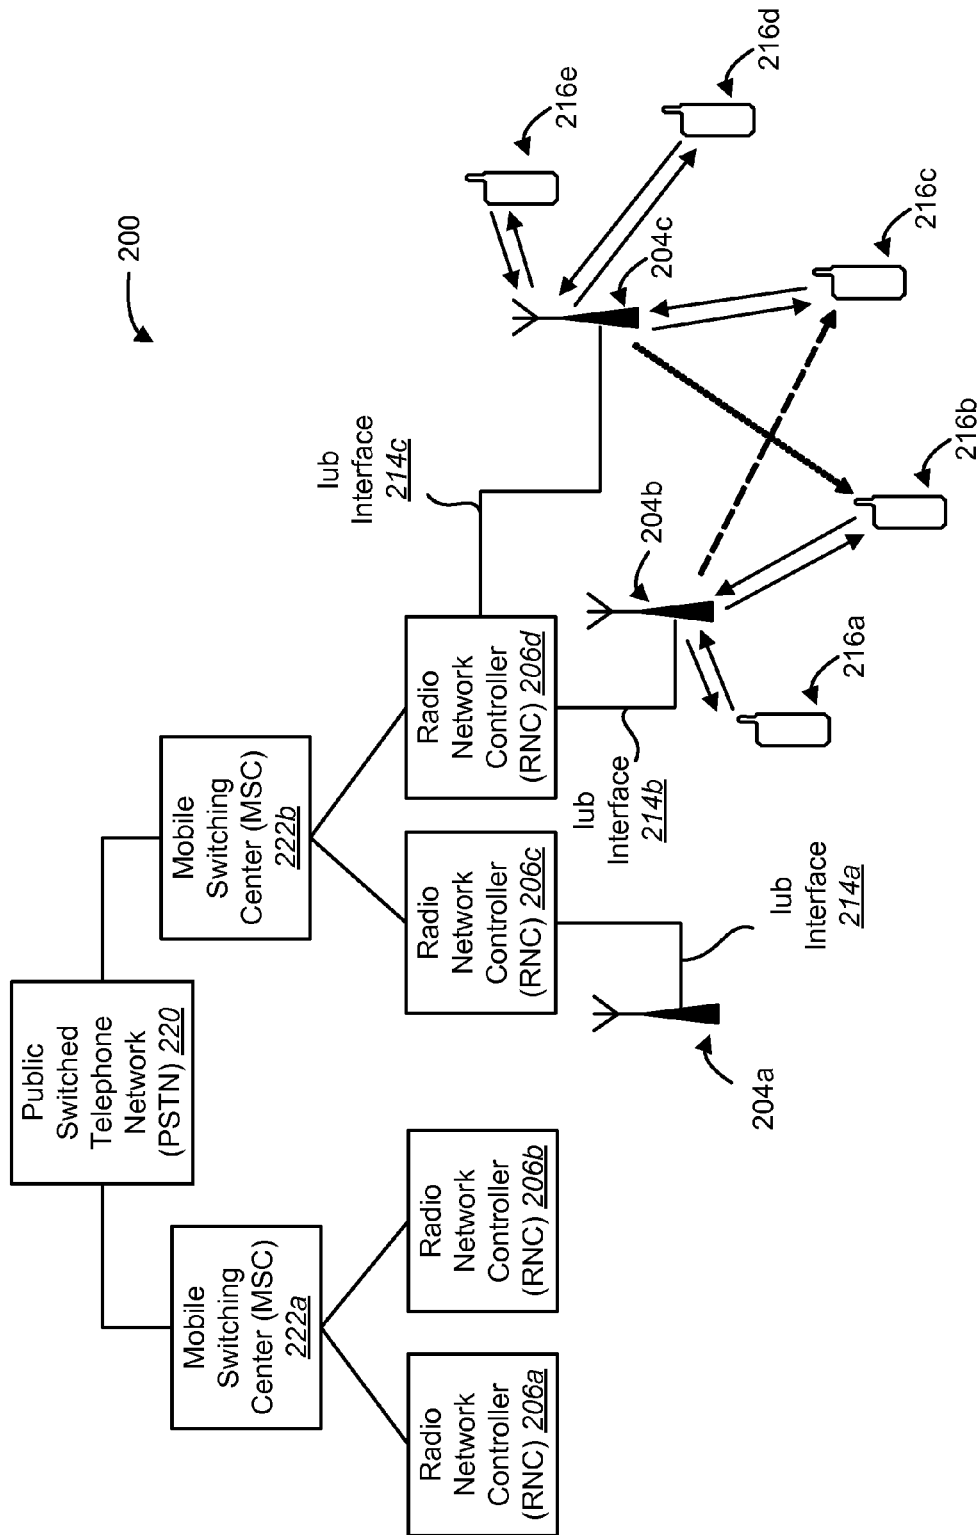 200
Public
Switched
Telephone
Network
(PSTN) 220
Mobile
Switching
Center (MSC)
222a
Mobile
Switching
Center (MSC)
222b
Radio
Network
Controller
(RNC) 206a
Radio
Network
Controller
(RNC) 206b
Radio
Network
Controller
(RNC) 206c
Radio
Network
Controller
(RNC) 206d
Iub
Interface
214c
Iub
Interface
214b
Iub
Interface
214a
204a
204b
204c
216a
216b
216c
216d
216e